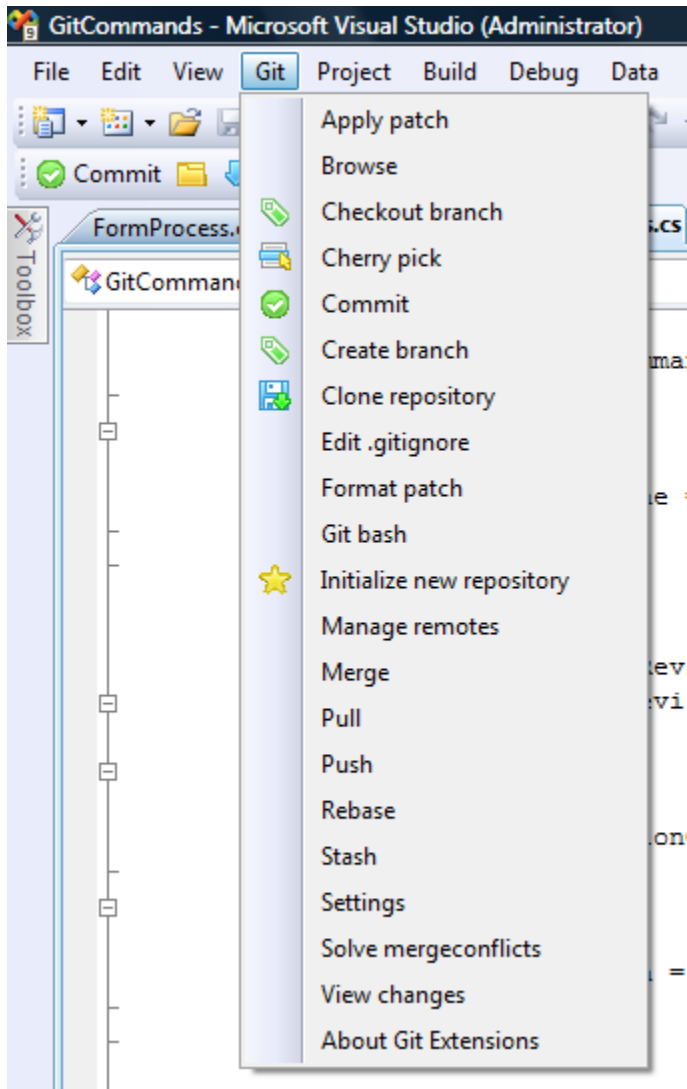 GitCommands - Microsoft Visual Studio (Administrator)
File Edit View Git Project Build Debug Data
Commit
Toolbox
FormProcess.
s.cs
GitComman
Apply patch
Browse
Checkout branch
Cherry pick
Commit
Create branch
Clone repository
Edit .gitignore
Format patch
Git bash
Initialize new repository
Manage remotes
Merge
Pull
Push
Rebase
Stash
Settings
Solve mergeconflicts
View changes
About Git Extensions